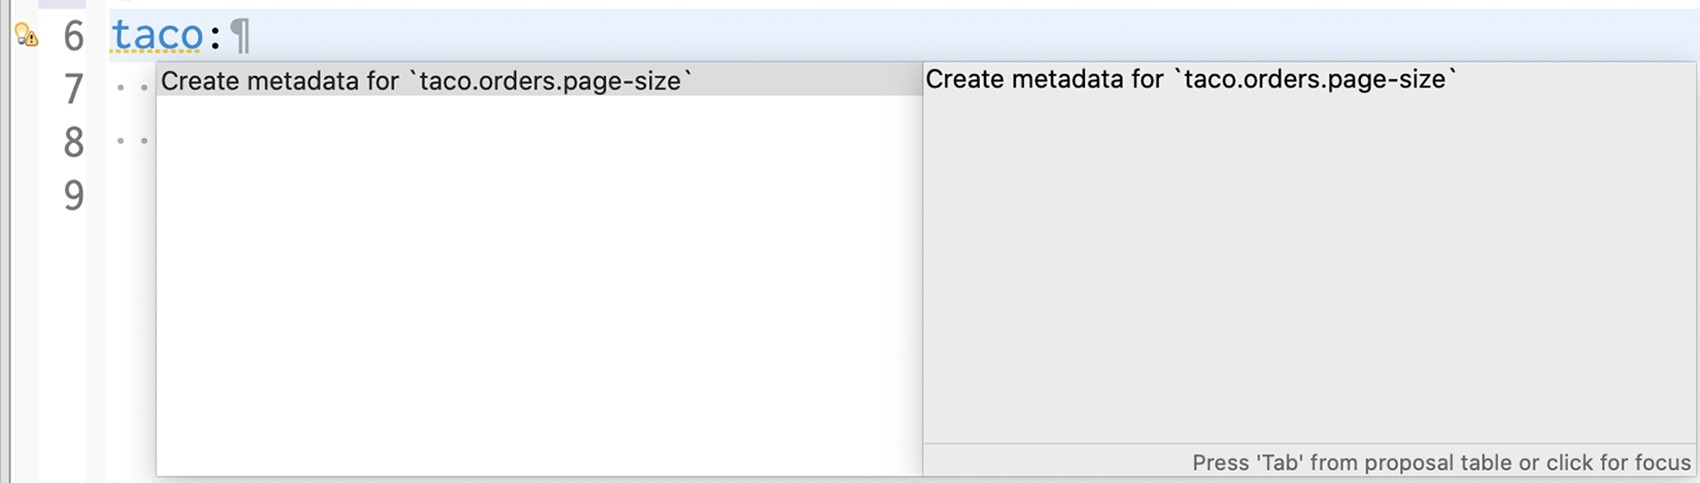 6 taco:¶
Create metadata for `taco.orders.page-size`
Create metadata for `taco.orders.page-size`
7 ··
8 ··
9
Press 'Tab' from proposal table or click for focus